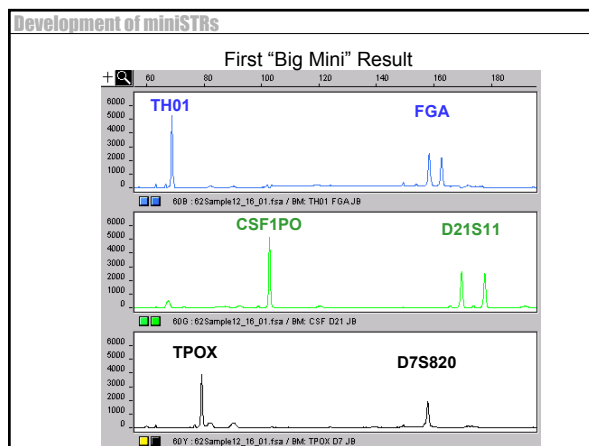 Development of miniSTRs
First “Big Mini” Result
60 80 100 120 140 160 180
TH01 FGA
6000
5000
4000
3000
2000
1000
0
60B : 62Sample12_16_01.fsa / BM: TH01 FGAJB
CSF1PO D21S11
6000
5000
4000
3000
2000
1000
0
60G : 62Sample12_16_01.fsa / BM: CSF D21 JB
TPOX D7S820
6000
5000
4000
3000
2000
1000
0
60Y : 62Sample12_16_01.fsa / BM: TPOX D7 JB